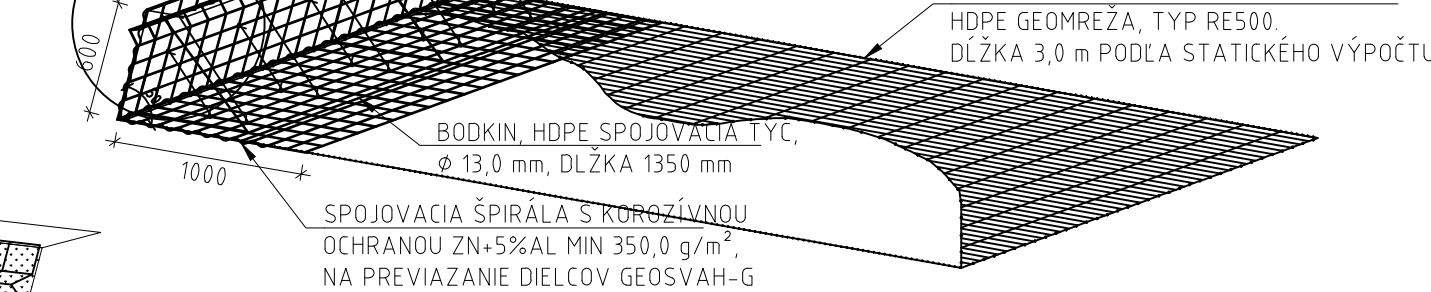 HDPE GEOMREŽA, TYP RE500.
DĹŽKA 3,0 m PODĽA STATICKÉHO VÝPOČTU
600
BODKIN, HDPE SPOJOVACIA TYČ,
Ø 13,0 mm, DĹŽKA 1350 mm
1000
SPOJOVACIA ŠPIRÁLA S KOROZÍVNOU
OCHRANOU ZN+5%AL MIN 350,0 g/m²,
NA PREVIAZANIE DIELCOV GEOSVAH-G